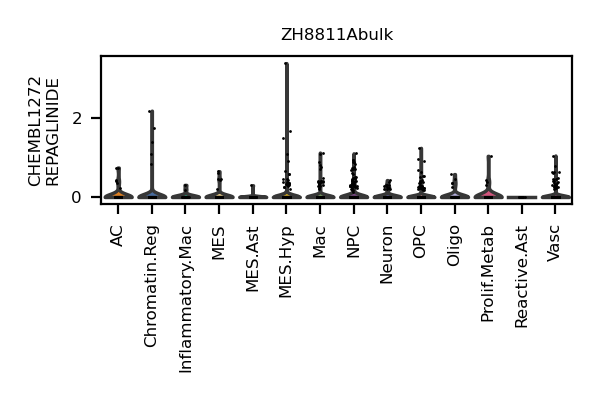 ZH8811Abulk
CHEMBL1272
REPAGLINIDE
2
0
AC
Chromatin.Reg
Inflammatory.Mac
MES
MES.Ast
MES.Hyp
Mac
NPC
Neuron
OPC
Oligo
Prolif.Metab
Reactive.Ast
Vasc